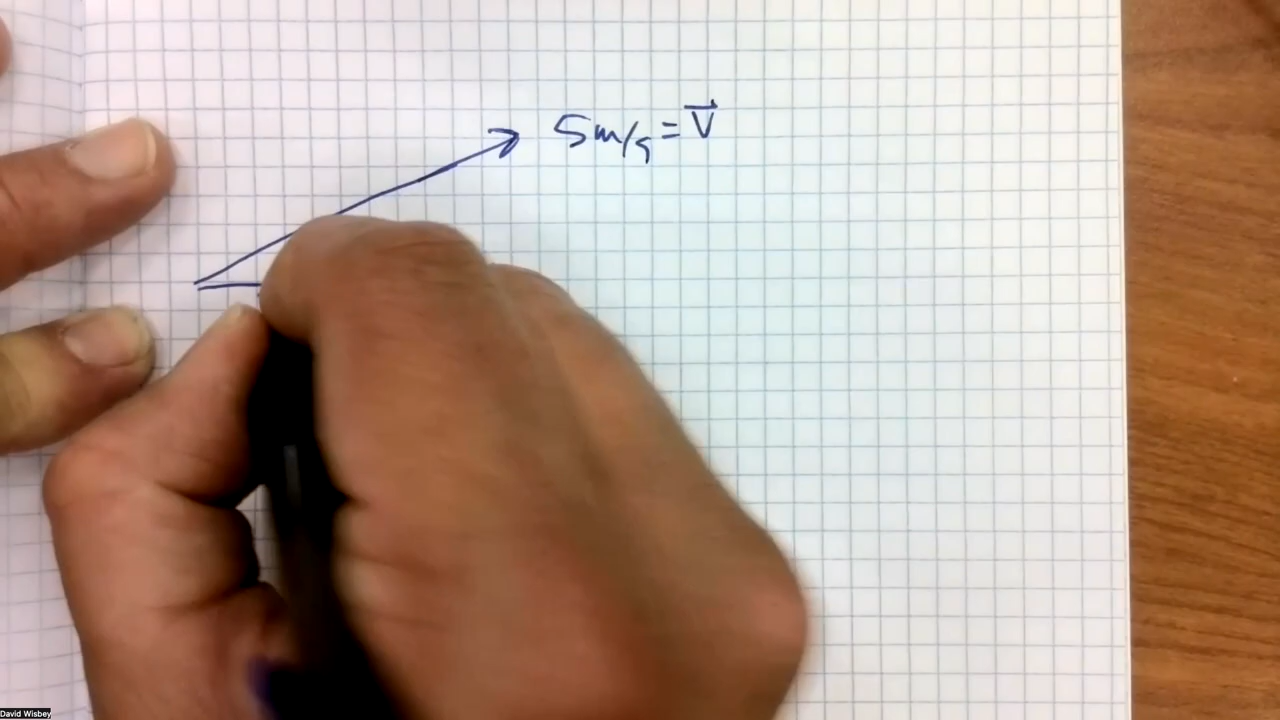 5m/s = V⃗
David Wisbey